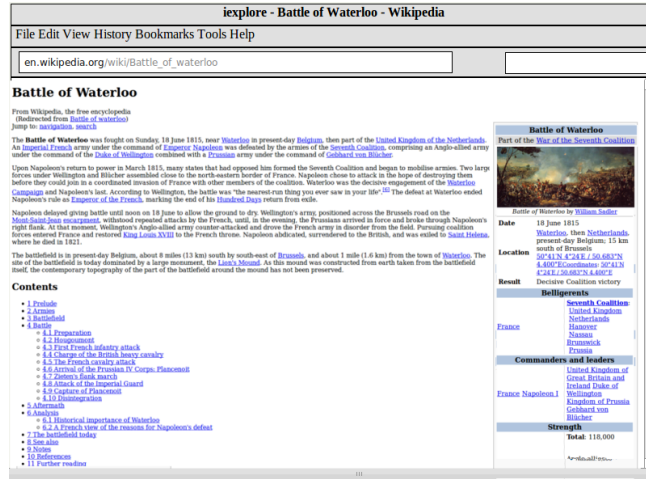 iexplore - Battle of Waterloo - Wikipedia
File Edit View History Bookmarks Tools Help
en.wikipedia.org/wiki/Battle_of_waterloo
Battle of Waterloo
From Wikipedia, the free encyclopedia
(Redirected from Battle of waterloo)
Jump to: navigation, search
The Battle of Waterloo was fought on Sunday, 18 June 1815, near Waterloo in present-day Belgium, then part of the United Kingdom of the Netherlands.
An Imperial French army under the command of Emperor Napoleon was defeated by the armies of the Seventh Coalition, comprising an Anglo-allied army
under the command of the Duke of Wellington combined with a Prussian army under the command of Gebhard von Blücher.
Upon Napoleon's return to power in March 1815, many states that had opposed him formed the Seventh Coalition and began to mobilise armies. Two large
forces under Wellington and Blücher assembled close to the north-eastern border of France. Napoleon chose to attack in the hope of destroying them
before they could join in a coordinated invasion of France with other members of the coalition. Waterloo was the decisive engagement of the Waterloo
Campaign and Napoleon's last. According to Wellington, the battle was "the nearest-run thing you ever saw in your life". The defeat at Waterloo ended
Napoleon's rule as Emperor of the French, marking the end of his Hundred Days return from exile.
Napoleon delayed giving battle until noon on 18 June to allow the ground to dry. Wellington's army, positioned across the Brussels road on the
Mont-Saint-Jean escarpment, withstood repeated attacks by the French, until, in the evening, the Prussians arrived in force and broke through Napoleon's
right flank. At that moment, Wellington's Anglo-allied army counter-attacked and drove the French army in disorder from the field. Pursuing coalition
forces entered France and restored King Louis XVIII to the French throne. Napoleon abdicated, surrendered to the British, and was exiled to Saint Helena,
where he died in 1821.
The battlefield is in present-day Belgium, about 8 miles (13 km) south by south-east of Brussels, and about 1 mile (1.6 km) from the town of Waterloo. The
site of the battlefield is today dominated by a large monument, the Lion's Mound. As this mound was constructed from earth taken from the battlefield
itself, the contemporary topography of the part of the battlefield around the mound has not been preserved.
Contents
• 1 Prelude
• 2 Armies
• 3 Battlefield
• 4 Battle
4.1 Preparation
4.2 Hougoumont
4.3 First French infantry attack
4.4 Charge of the British heavy cavalry
4.5 The French cavalry attack
4.6 Arrival of the Prussian IV Corps: Plancenoit
4.7 Zieten's flank march
4.8 Attack of the Imperial Guard
4.9 Capture of Plancenoit
4.10 Disintegration
• 5 Aftermath
• 6 Analysis
6.1 Historical importance of Waterloo
6.2 A French view of the reasons for Napoleon's defeat
• 7 The battlefield today
• 8 See also
• 9 Notes
• 10 References
• 11 Further reading
Battle of Waterloo
Part of the War of the Seventh Coalition
Battle of Waterloo by William Sadler
Date 18 June 1815
Waterloo, then Netherlands,
present-day Belgium; 15 km
south of Brussels
Location 50°41′N 4°24′E / 50.683°N
4.400°ECoordinates: 50°41′N
4°24′E / 50.683°N 4.400°E
Result Decisive Coalition victory
Belligerents
Seventh Coalition:
United Kingdom
Netherlands
France Hanover
Nassau
Brunswick
Prussia
Commanders and leaders
United Kingdom of
Great Britain and
Ireland Duke of
France Napoleon I Wellington
Kingdom of Prussia
Gebhard von
Blücher
Strength
Total: 118,000